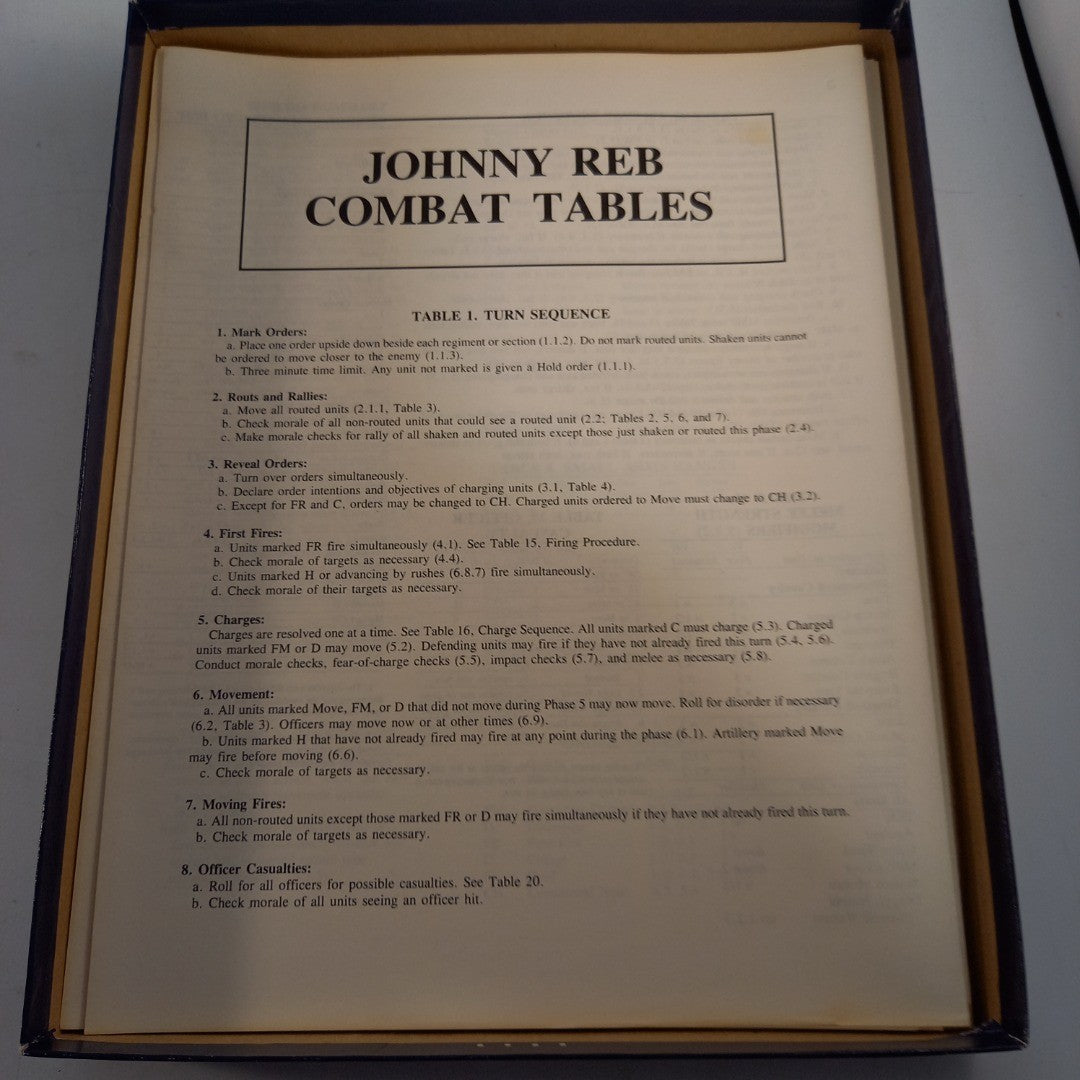 JOHNNY REB
COMBAT TABLES
TABLE 1. TURN SEQUENCE
1. Mark Orders:
a. Place one order upside down beside each regiment or section (1.1.2). Do not mark routed units. Shaken units cannot
be ordered to move closer to the enemy (1.1.3).
b. Three minute time limit. Any unit not marked is given a Hold order (1.1.1).
2. Routs and Rallies:
a. Move all routed units (2.1.1, Table 3).
b. Check morale of all non-routed units that could see a routed unit (2.2; Tables 2, 5, 6, and 7).
c. Make morale checks for rally of all shaken and routed units except those just shaken or routed this phase (2.4).
3. Reveal Orders:
a. Turn over orders simultaneously.
b. Declare order intentions and objectives of charging units (3.1, Table 4).
c. Except for FR and C, orders may be changed to CH. Charged units ordered to Move must change to CH (3.2).
4. First Fires:
a. Units marked FR fire simultaneously (4.1). See Table 15, Firing Procedure.
b. Check morale of targets as necessary (4.4).
c. Units marked H or advancing by rushes (6.8.7) fire simultaneously.
d. Check morale of their targets as necessary.
5. Charges:
Charges are resolved one at a time. See Table 16, Charge Sequence. All units marked C must charge (5.3). Charged
units marked FM or D may move (5.2). Defending units may fire if they have not already fired this turn (5.4, 5.6).
Conduct morale checks, fear-of-charge checks (5.5), impact checks (5.7), and melee as necessary (5.8).
6. Movement:
a. All units marked Move, FM, or D that did not move during Phase 5 may now move. Roll for disorder if necessary
(6.2, Table 3). Officers may move now or at other times (6.9).
b. Units marked H that have not already fired may fire at any point during the phase (6.1). Artillery marked Move
may fire before moving (6.6).
c. Check morale of targets as necessary.
7. Moving Fires:
a. All non-routed units except those marked FR or D may fire simultaneously if they have not already fired this turn.
b. Check morale of targets as necessary.
8. Officer Casualties:
a. Roll for all officers for possible casualties. See Table 20.
b. Check morale of all units seeing an officer hit.